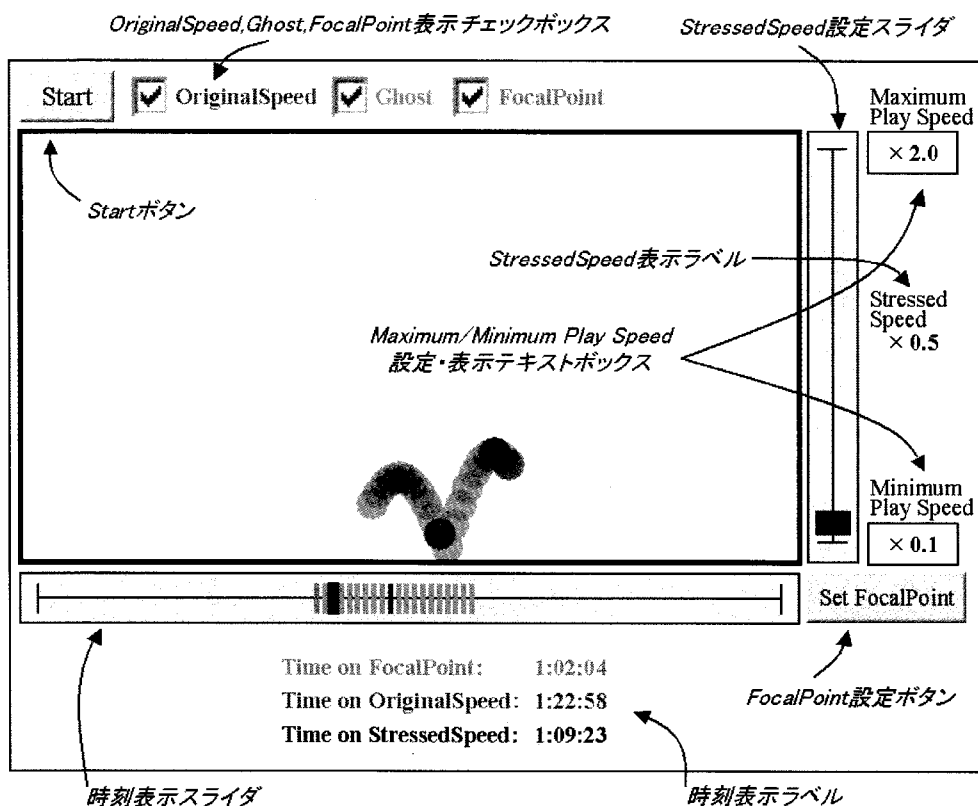 OriginalSpeed,Ghost,FocalPoint表示チェックボックス
StressedSpeed設定スライダ
Start
OriginalSpeed
Ghost
FocalPoint
Maximum
Play Speed
× 2.0
Startボタン
StressedSpeed表示ラベル
Stressed
Speed
× 0.5
Maximum/Minimum Play Speed
設定・表示テキストボックス
Minimum
Play Speed
× 0.1
Set FocalPoint
Time on FocalPoint: 1:02:04
Time on OriginalSpeed: 1:22:58
Time on StressedSpeed: 1:09:23
FocalPoint設定ボタン
時刻表示スライダ
時刻表示ラベル